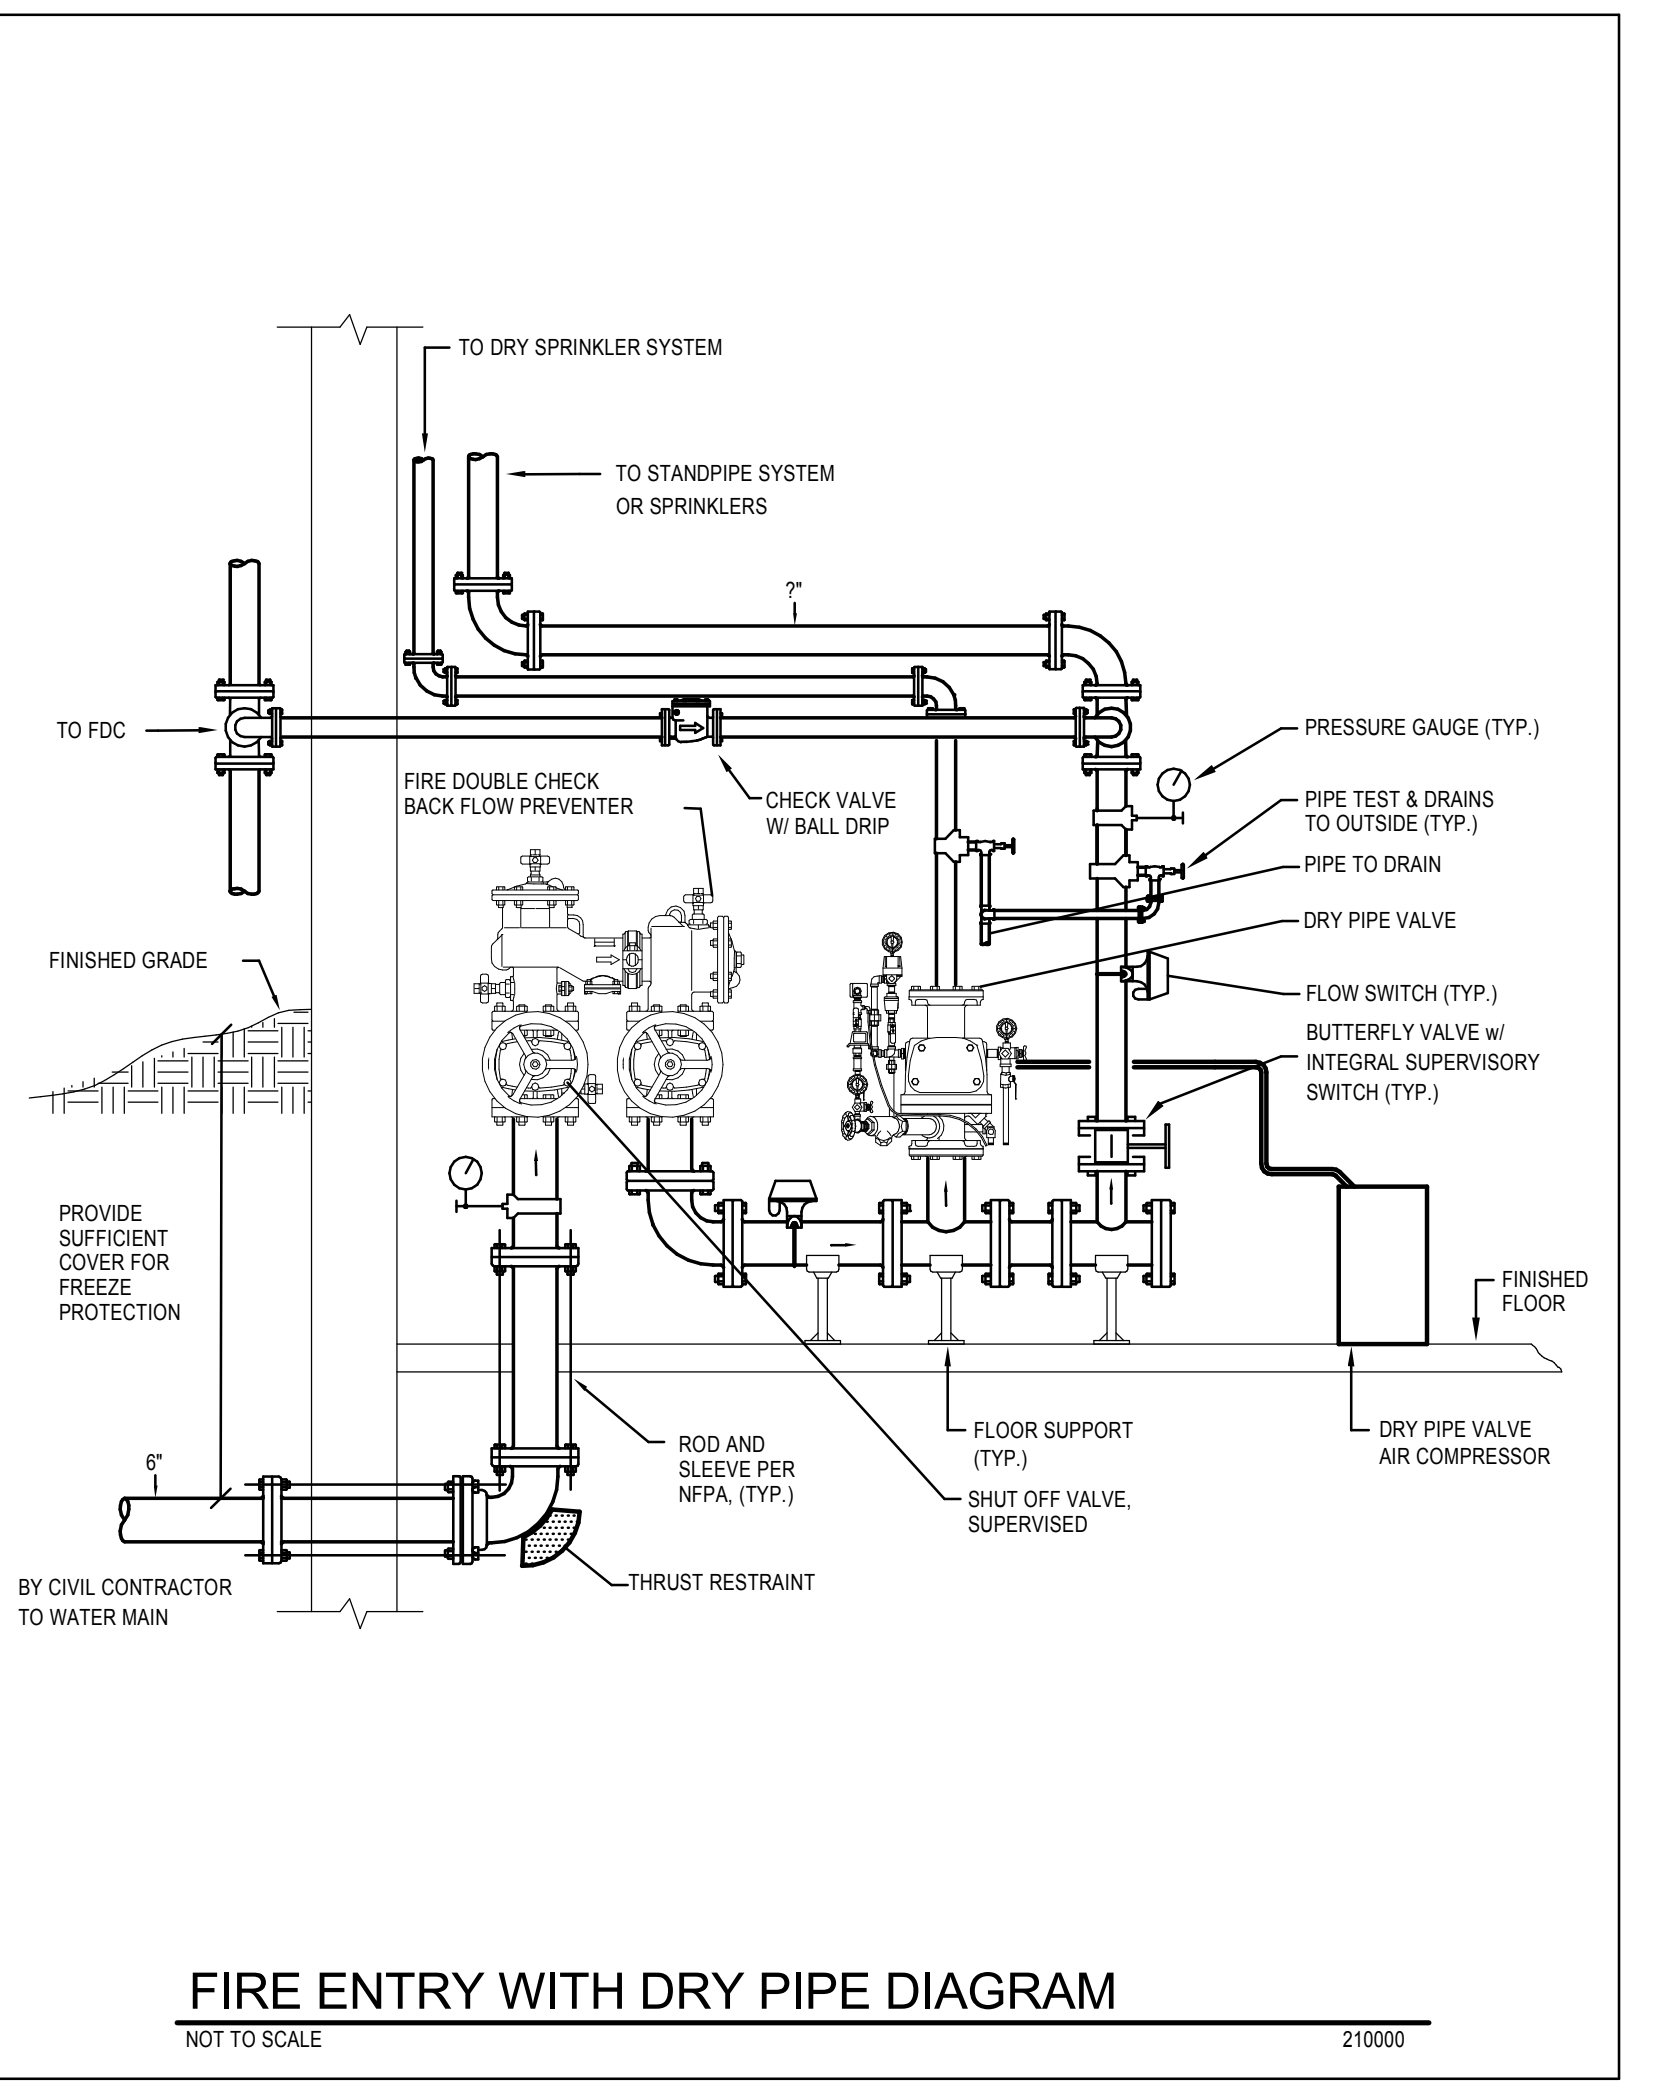 TO DRY SPRINKLER SYSTEM
TO STANDPIPE SYSTEM
OR SPRINKLERS
?"
TO FDC
PRESSURE GAUGE (TYP.)
FIRE DOUBLE CHECK
BACK FLOW PREVENTER
CHECK VALVE
W/ BALL DRIP
PIPE TEST & DRAINS
TO OUTSIDE (TYP.)
PIPE TO DRAIN
DRY PIPE VALVE
FINISHED GRADE
FLOW SWITCH (TYP.)
BUTTERFLY VALVE w/
INTEGRAL SUPERVISORY
SWITCH (TYP.)
PROVIDE
SUFFICIENT
COVER FOR
FREEZE
PROTECTION
FINISHED
FLOOR
6"
ROD AND
SLEEVE PER
NFPA, (TYP.)
FLOOR SUPPORT
(TYP.)
DRY PIPE VALVE
AIR COMPRESSOR
SHUT OFF VALVE,
SUPERVISED
THRUST RESTRAINT
BY CIVIL CONTRACTOR
TO WATER MAIN
FIRE ENTRY WITH DRY PIPE DIAGRAM
NOT TO SCALE
210000